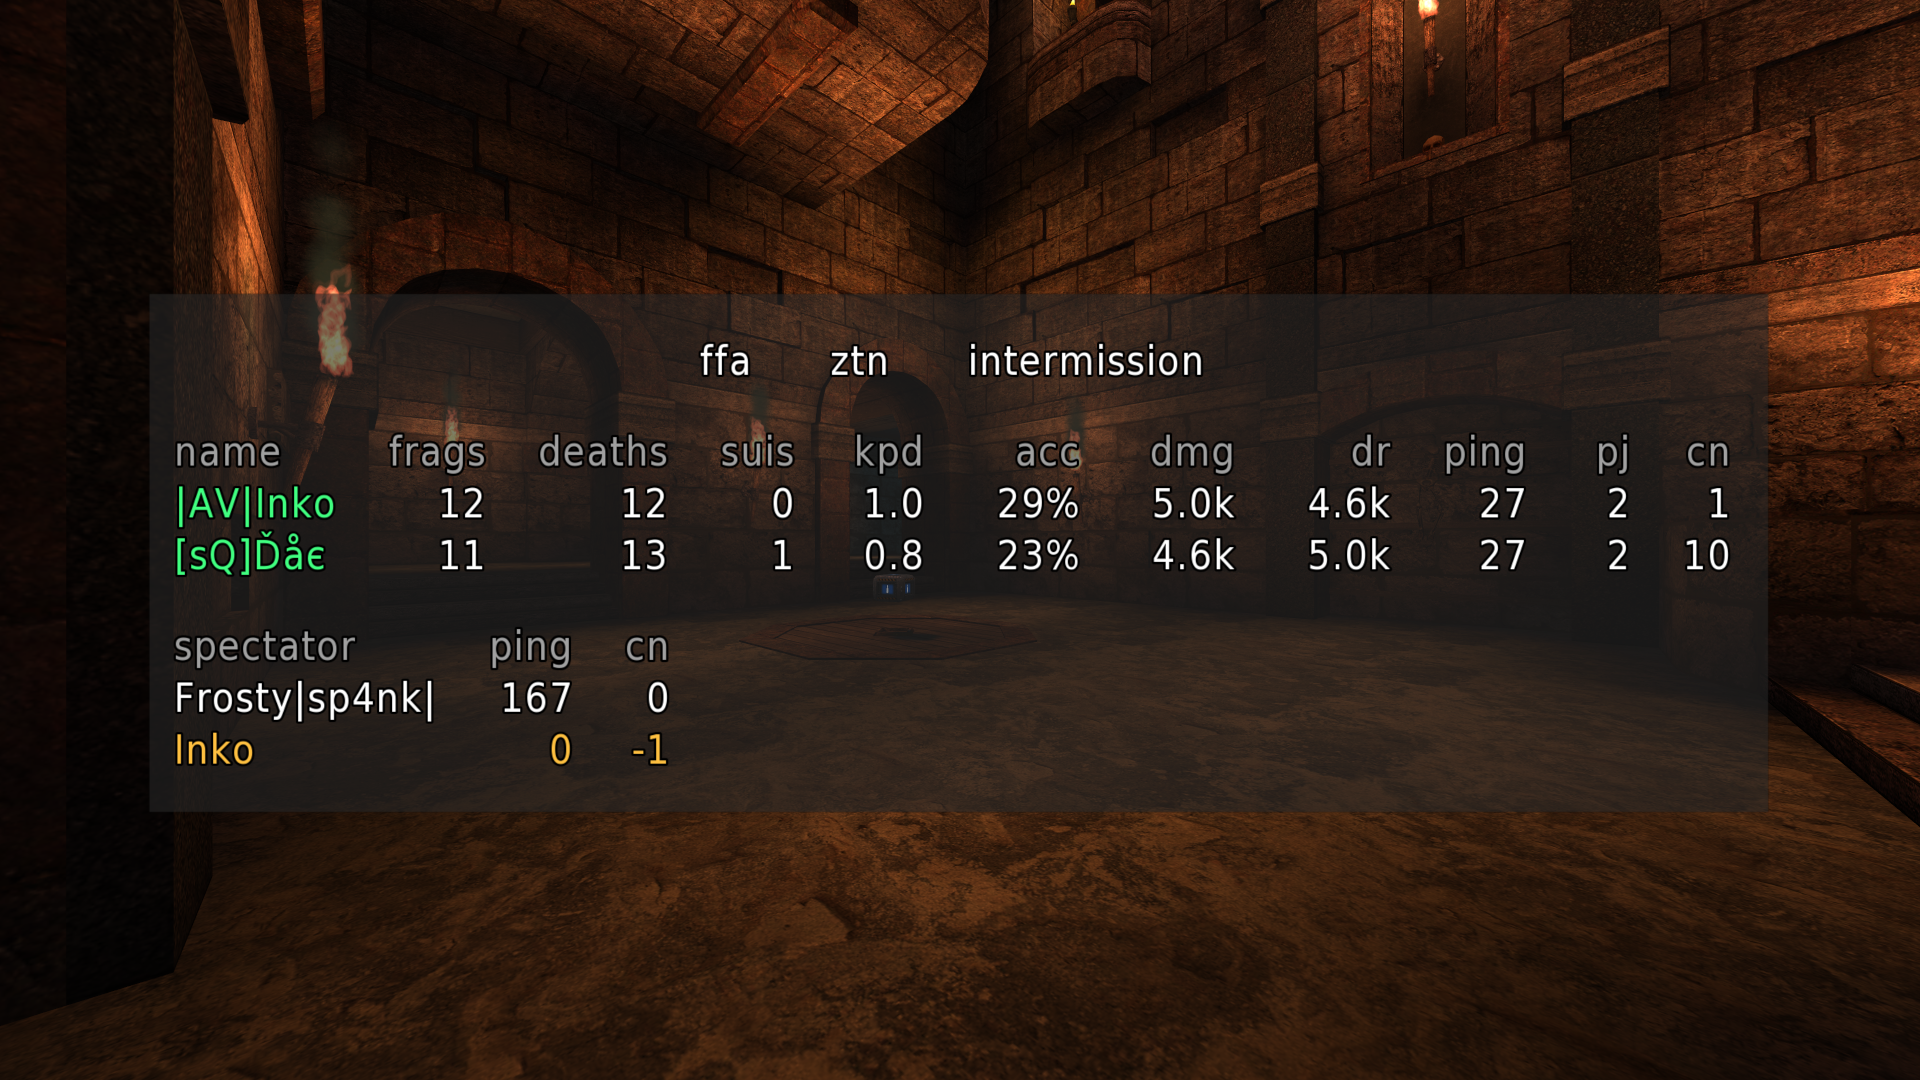 ffa ztn intermission
name frags deaths suis kpd acc dmg dr ping pj cn
|AV|Inko 12 12 0 1.0 29% 5.0k 4.6k 27 2 1
[sQ]Ďåє 11 13 1 0.8 23% 4.6k 5.0k 27 2 10
spectator ping cn
Frosty|sp4nk| 167 0
Inko 0 -1